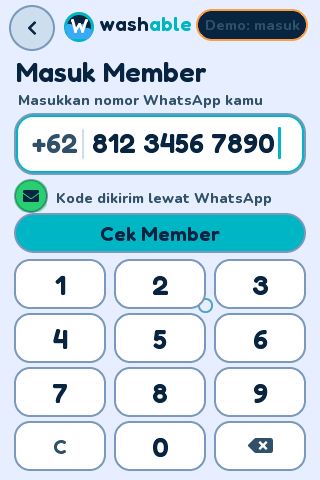 washable
Demo: masuk
Masuk Member
Masukkan nomor WhatsApp kamu
+62 812 3456 7890
Kode dikirim lewat WhatsApp
Cek Member
1 2 3
4 5 6
7 8 9
C 0